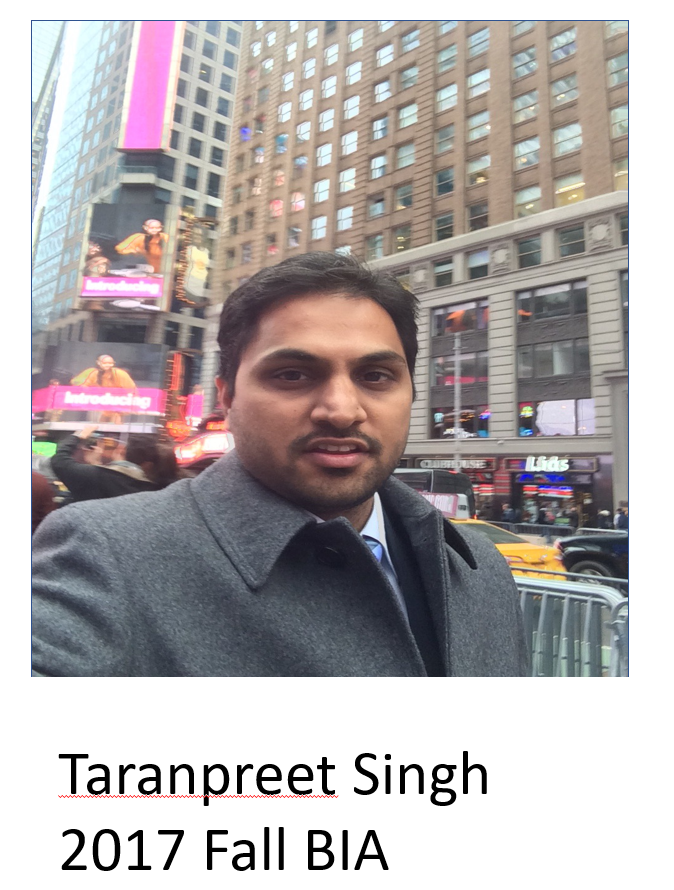 Introducing
Introducing
CLUBHOUSE
Lids
Taranpreet Singh
2017 Fall BIA